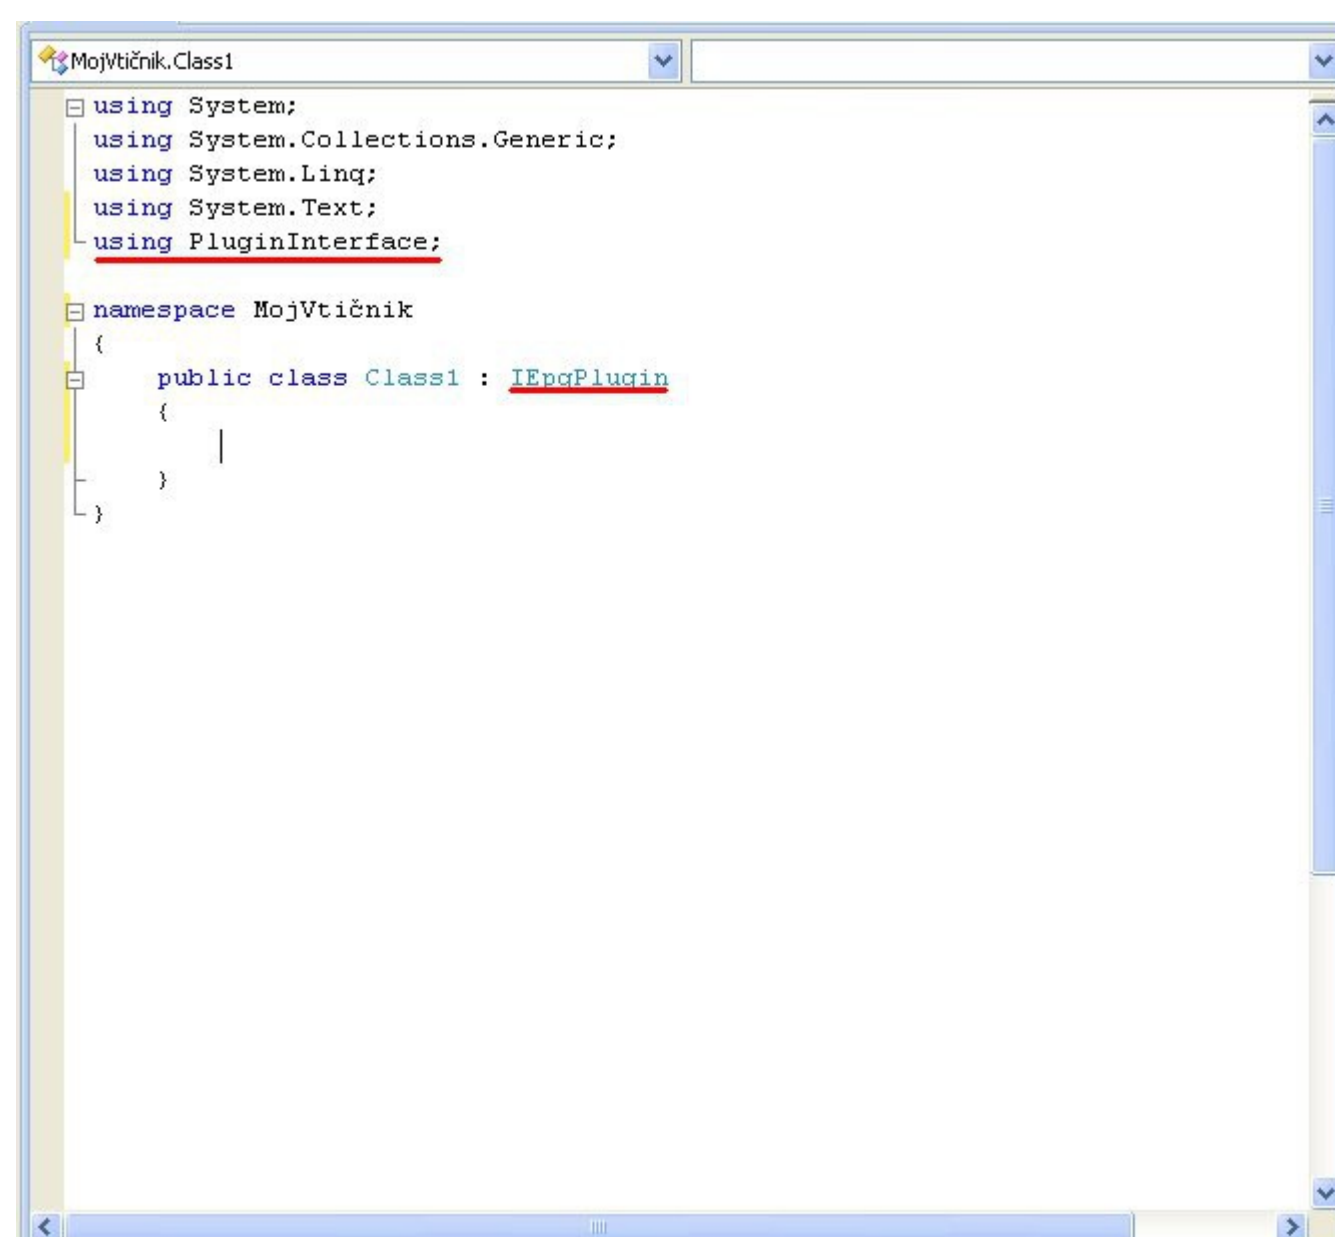 MojVtičnik.Class1
using System;
using System.Collections.Generic;
using System.Linq;
using System.Text;
using PluginInterface;
namespace MojVtičnik
{
public class Class1 : IEpgPlugin
{
}
}